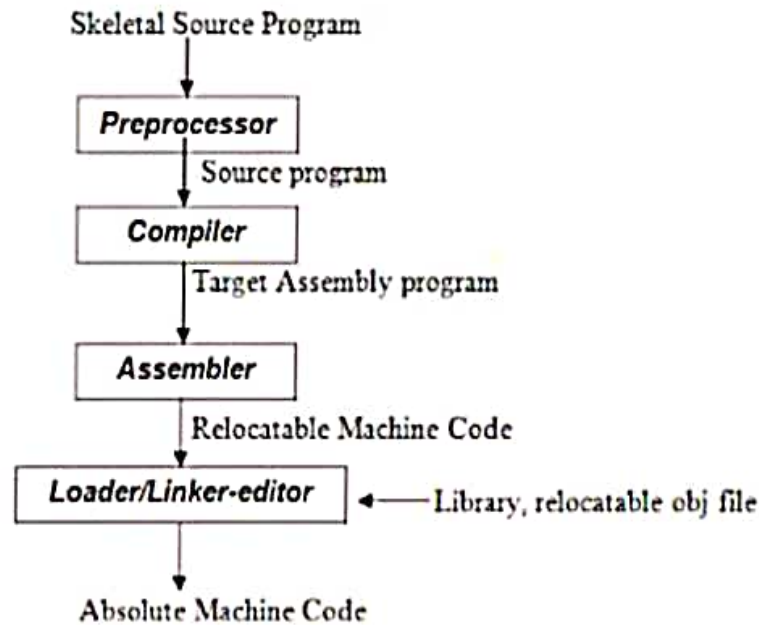 Skeletal Source Program
Preprocessor
Source program
Compiler
Target Assembly program
Assembler
Relocatable Machine Code
Loader/Linker-editor
Library, relocatable obj file
Absolute Machine Code